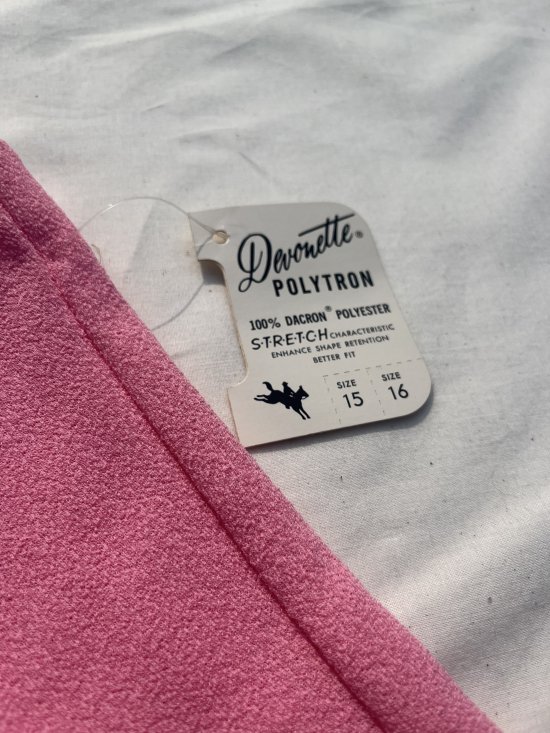 Devonette®
POLYTRON
100% DACRON® POLYESTER
S·T·R·E·T·C·H CHARACTERISTIC
ENHANCE SHAPE RETENTION
BETTER FIT
SIZE
15
SIZE
16